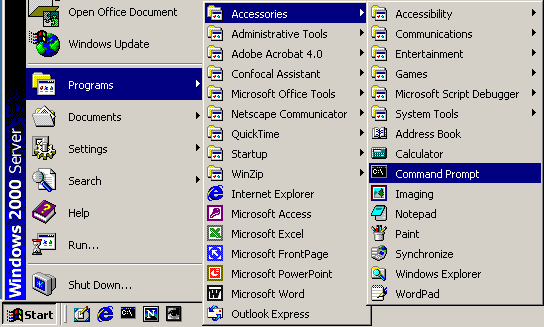 Open Office Document
Windows Update
Programs
Documents
Settings
Search
Help
Run...
Shut Down...
Windows 2000 Server
Start
Accessories
Administrative Tools
Adobe Acrobat 4.0
Confocal Assistant
Microsoft Office Tools
Netscape Communicator
QuickTime
Startup
WinZip
Internet Explorer
Microsoft Access
Microsoft Excel
Microsoft FrontPage
Microsoft PowerPoint
Microsoft Word
Outlook Express
Accessibility
Communications
Entertainment
Games
Microsoft Script Debugger
System Tools
Address Book
Calculator
Command Prompt
Imaging
Notepad
Paint
Synchronize
Windows Explorer
WordPad